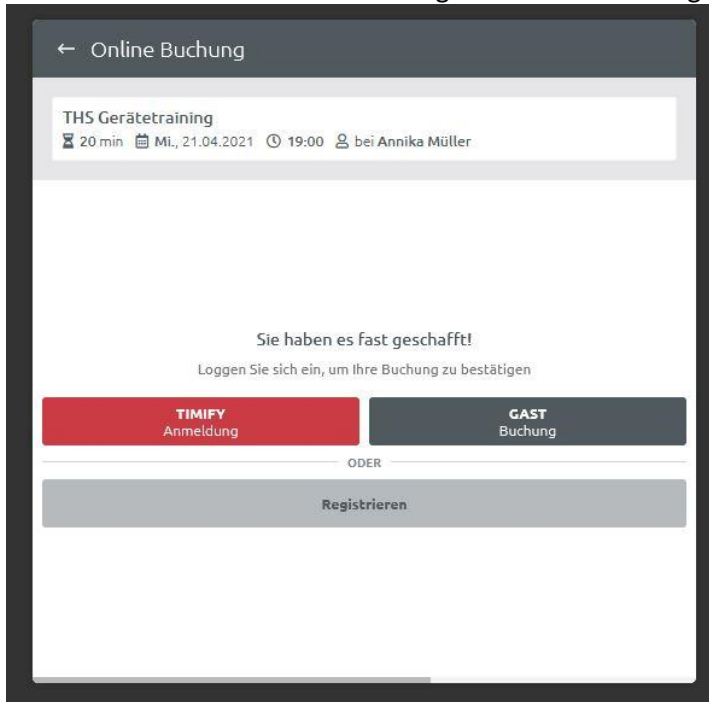 ← Online Buchung
THS Gerätetraining
20 min Mi., 21.04.2021 19:00 bei Annika Müller
Sie haben es fast geschafft!
Loggen Sie sich ein, um Ihre Buchung zu bestätigen
TIMIFY
Anmeldung
GAST
Buchung
ODER
Registrieren